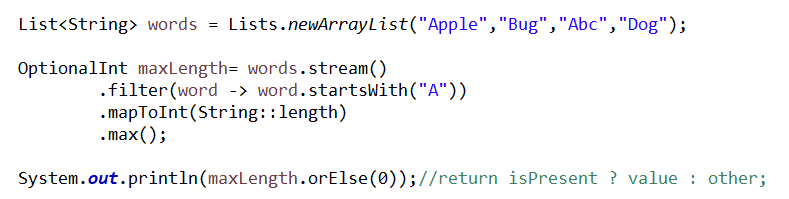 List<String> words = Lists.newArrayList("Apple","Bug","Abc","Dog");
OptionalInt maxLength= words.stream()
.filter(word -> word.startsWith("A"))
.mapToInt(String::length)
.max();
System.out.println(maxLength.orElse(0));//return isPresent ? value : other;